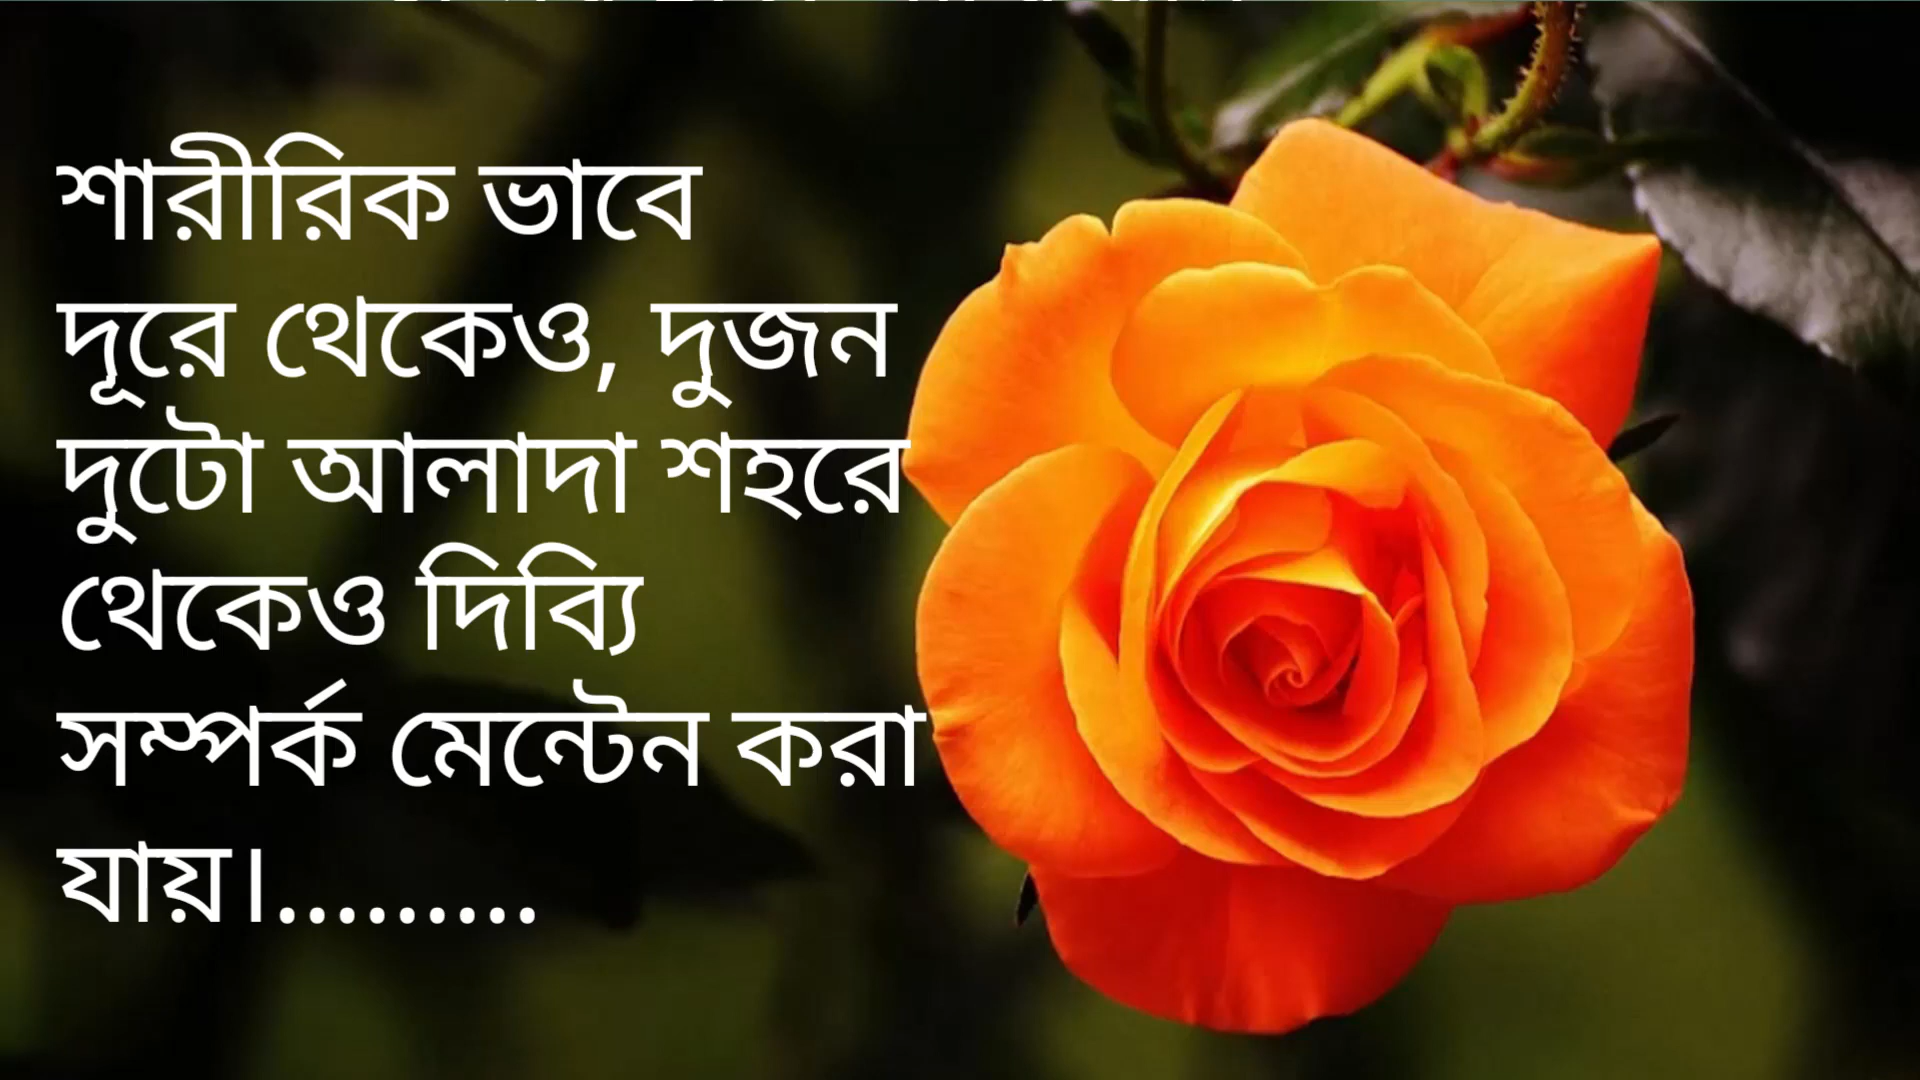 শারীরিক ভাবে
দূরে থেকেও, দুজন
দুটো আলাদা শহরে
থেকেও দিব্যি
সম্পর্ক মেন্টেন করা
যায়।.........